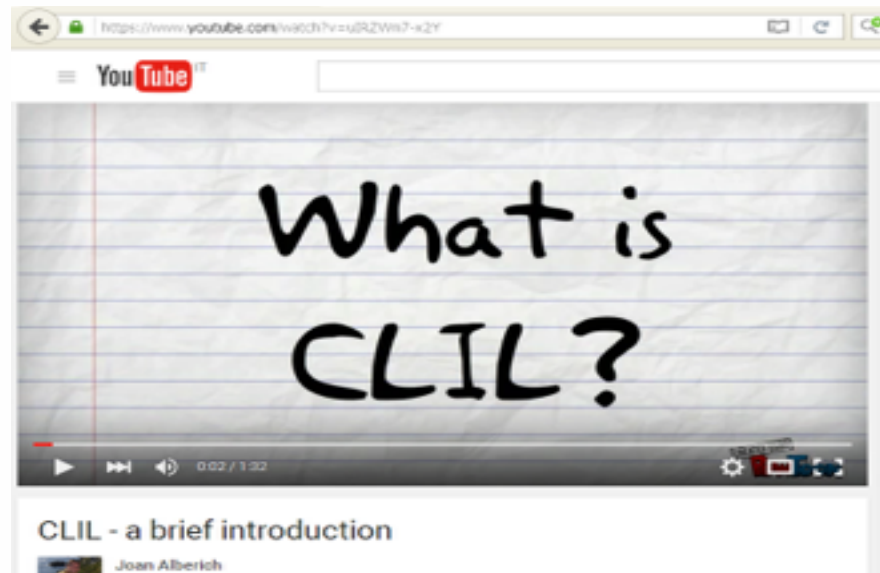 https://www.youtube.com/watch?v=uIRZWm7-x2Y
YouTube IT
What is
CLIL?
0:02 / 1:32
CLIL - a brief introduction
Joan Alberich